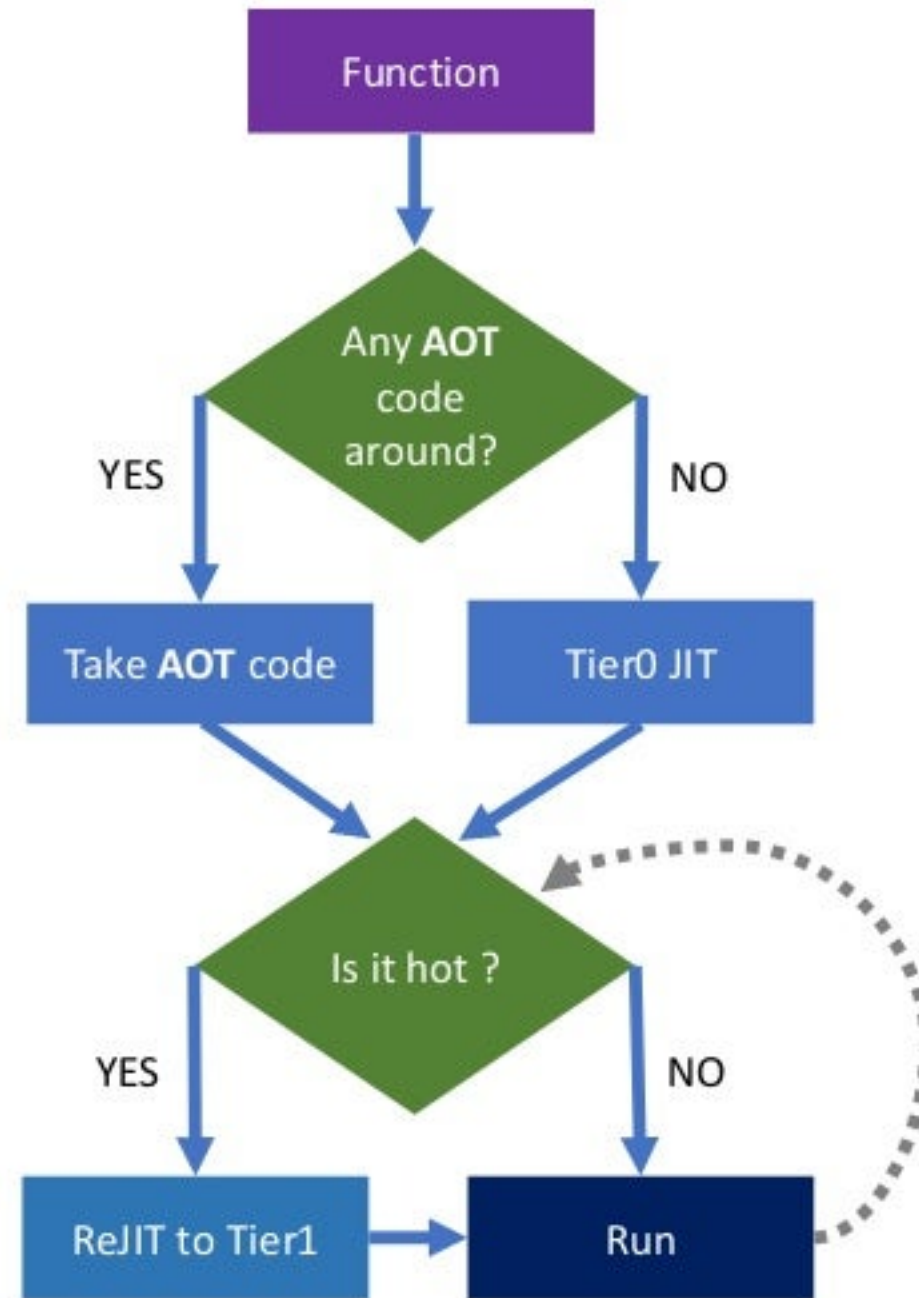 Function
Any AOT
code
around?
YES
NO
Take AOT code
Tier0 JIT
Is it hot ?
YES
NO
ReJIT to Tier1
Run